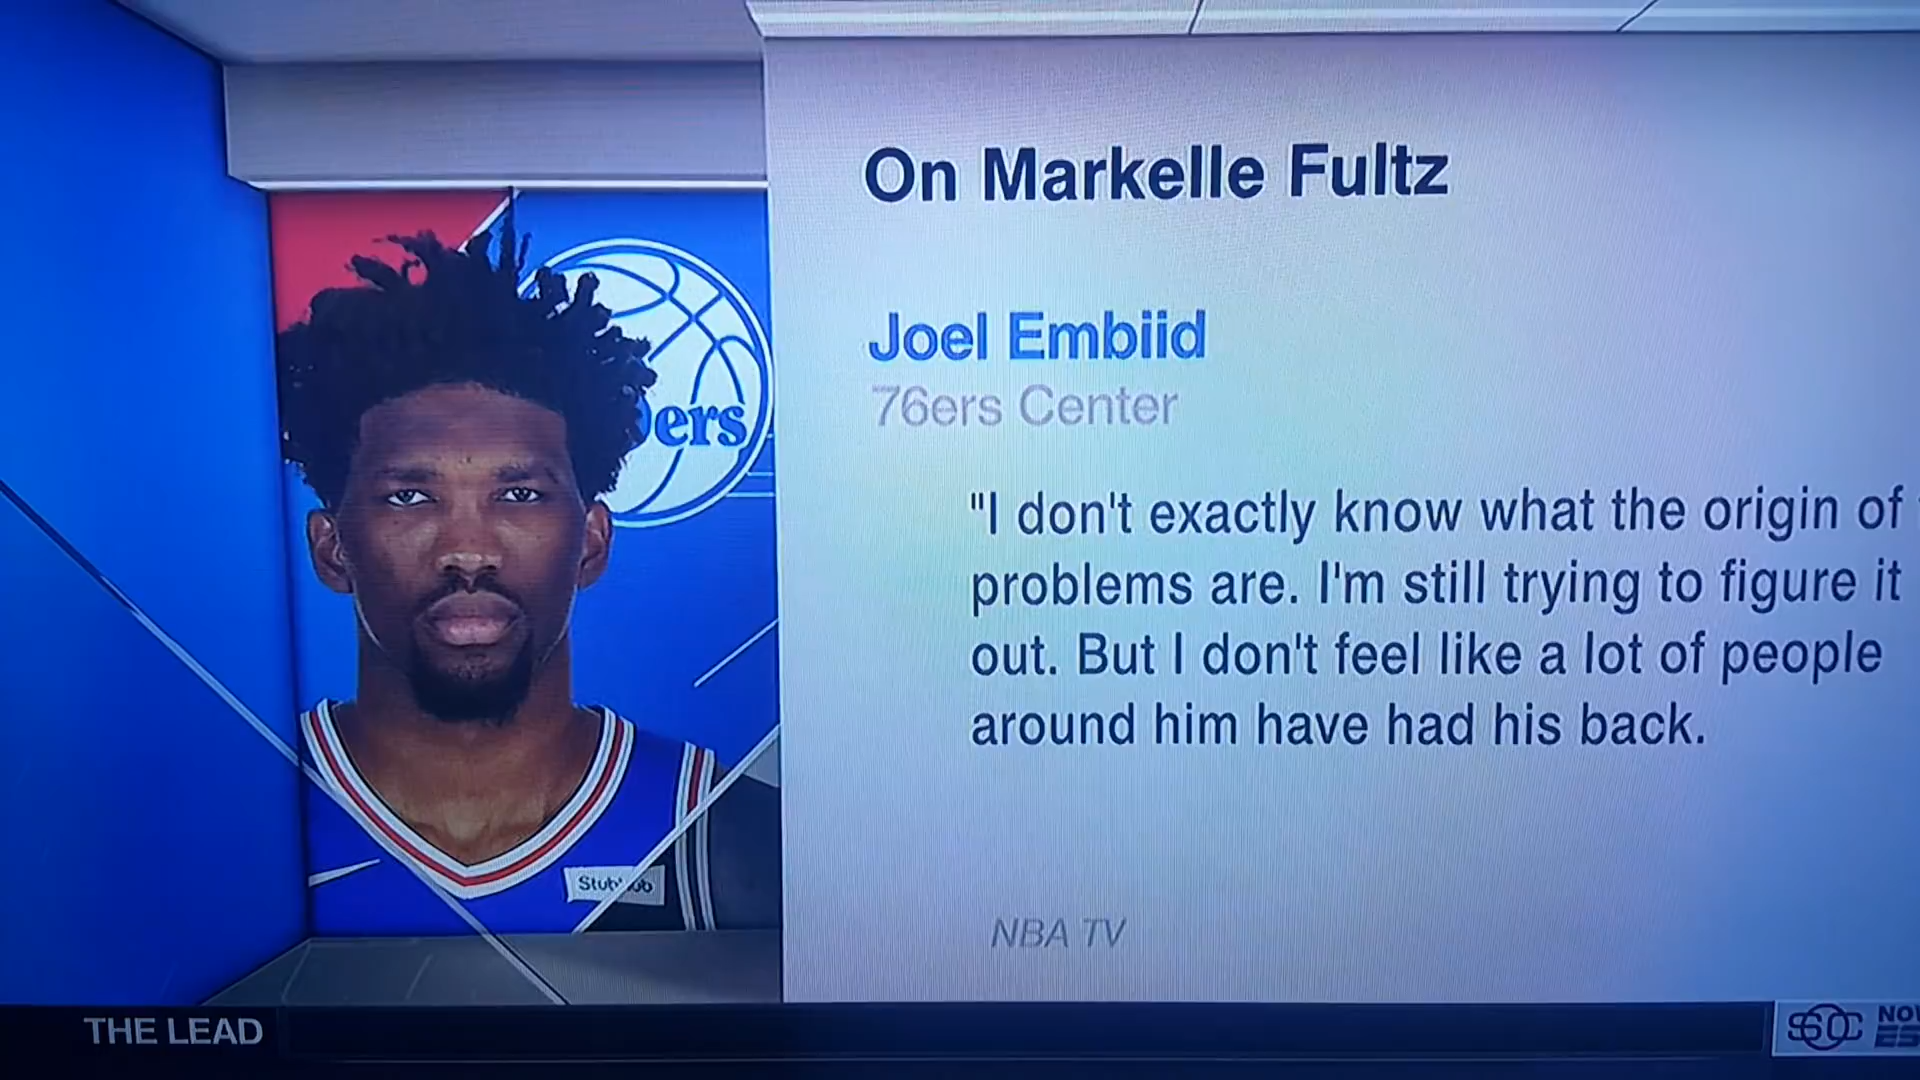 On Markelle Fultz
Joel Embiid
76ers Center
"I don't exactly know what the origin of
problems are. I'm still trying to figure it
out. But I don't feel like a lot of people
around him have had his back.
NBA TV
ers
THE LEAD